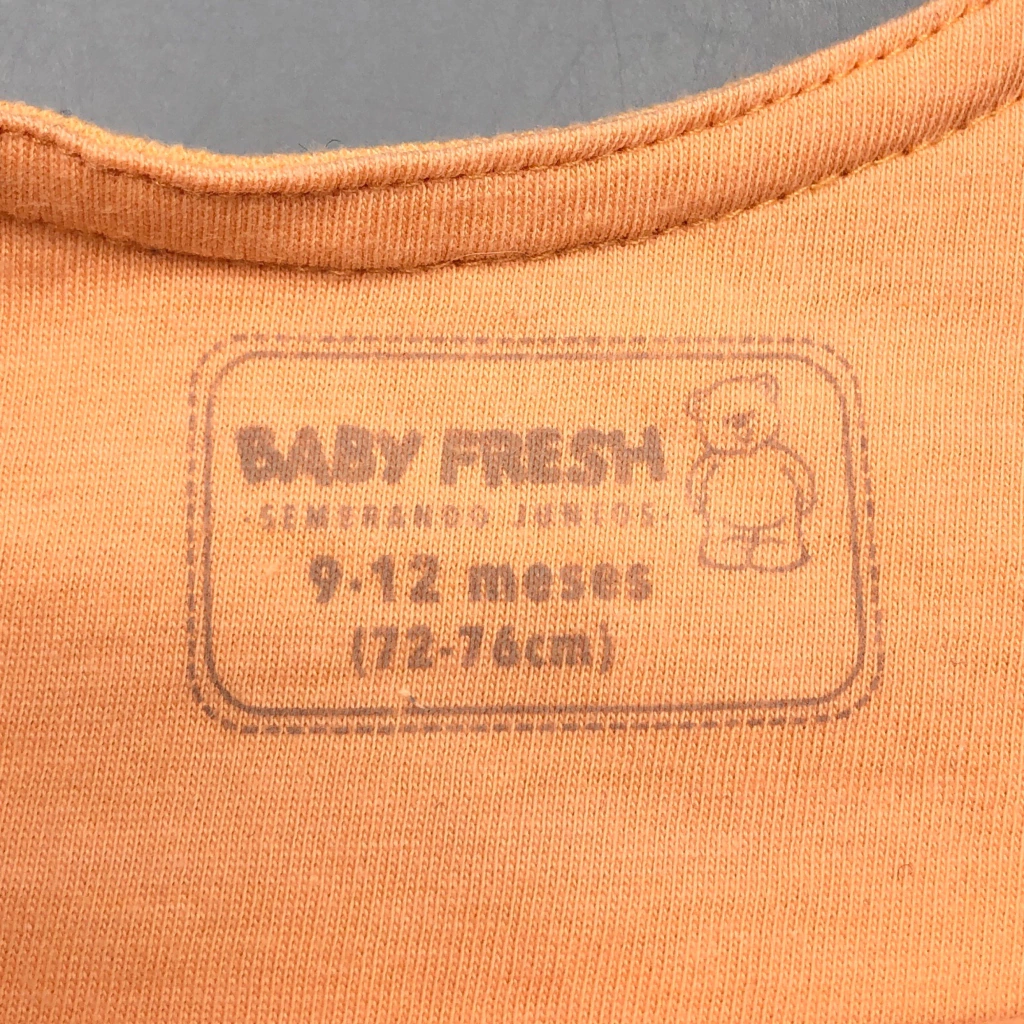 BABY FRESH
SEMBRANDO JUNTOS
9-12 meses
(72-76cm)